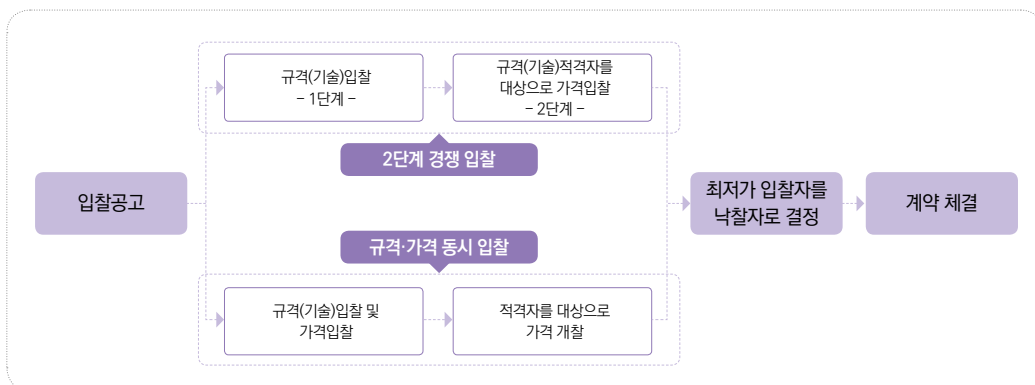 규격(기술)입찰
- 1단계 -
규격(기술)적격자를
대상으로 가격입찰
- 2단계 -
2단계 경쟁 입찰
입찰공고
최저가 입찰자를
낙찰자로 결정
계약 체결
규격·가격 동시 입찰
규격(기술)입찰 및
가격입찰
적격자를 대상으로
가격 개찰